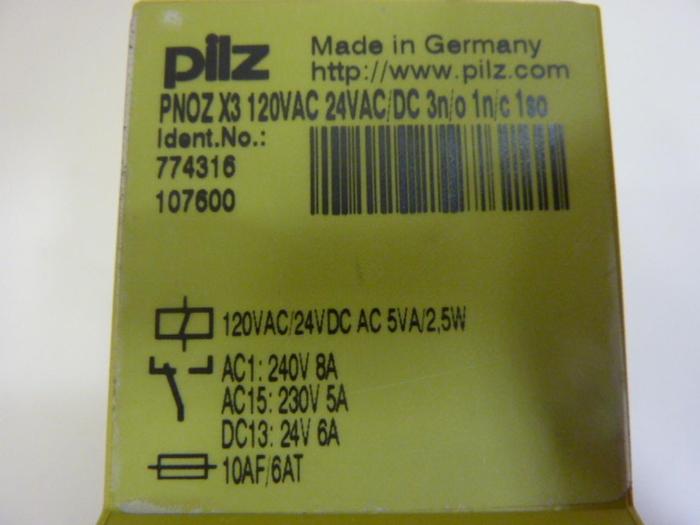 pilz
Made in Germany
http://www.pilz.com
PNOZ X3 120VAC 24VAC/DC 3n/o 1n/c 1so
Ident.No.:
774316
107600
120VAC/24VDC AC 5VA/2,5W
AC1: 240V 8A
AC15: 230V 5A
DC13: 24V 6A
10AF/6AT